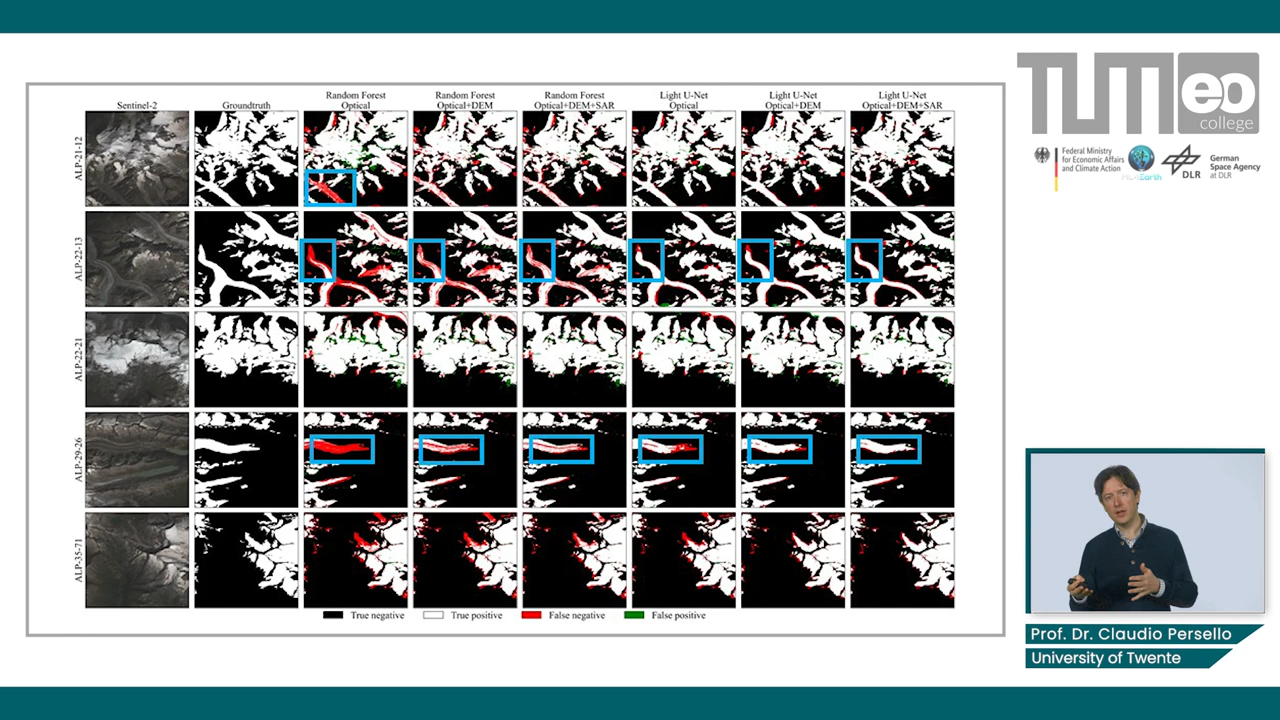 TUM eo
college
Federal Ministry
for Economic Affairs
and Climate Action
ML4Earth
DLR
German
Space Agency
at DLR
Sentinel-2
Groundtruth
Random Forest
Optical
Random Forest
Optical+DEM
Random Forest
Optical+DEM+SAR
Light U-Net
Optical
Light U-Net
Optical+DEM
Light U-Net
Optical+DEM+SAR
ALP-21-12
ALP-22-13
ALP-22-21
ALP-29-26
ALP-35-71
True negative
True positive
False negative
False positive
Prof. Dr. Claudio Persello
University of Twente